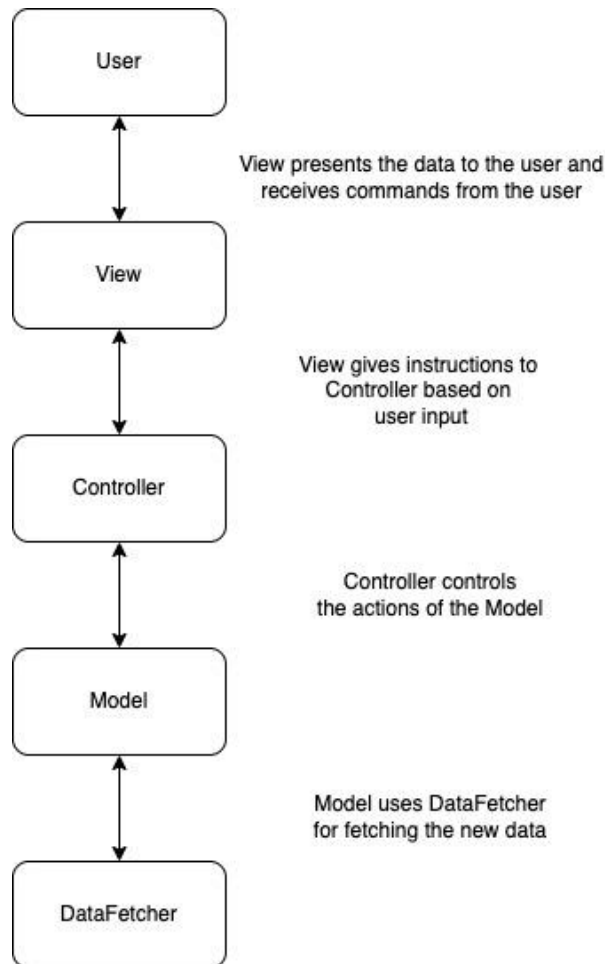 User
View presents the data to the user and
receives commands from the user
View
View gives instructions to
Controller based on
user input
Controller
Controller controls
the actions of the Model
Model
Model uses DataFetcher
for fetching the new data
DataFetcher